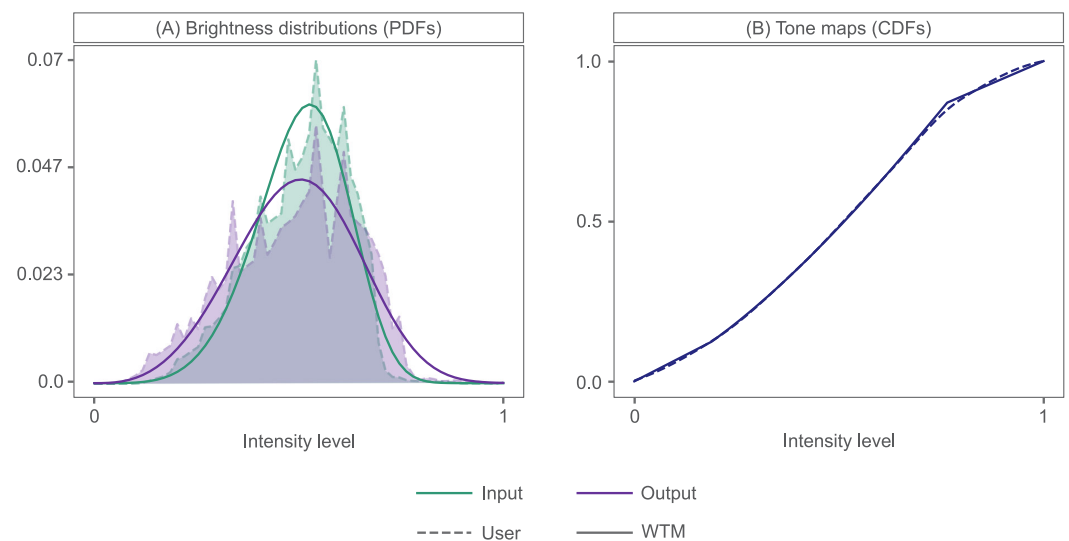 (A) Brightness distributions (PDFs)
0.07
0.047
0.023
0.0
0
1
Intensity level
(B) Tone maps (CDFs)
1.0
0.5
0.0
0
1
Intensity level
Input
Output
User
WTM